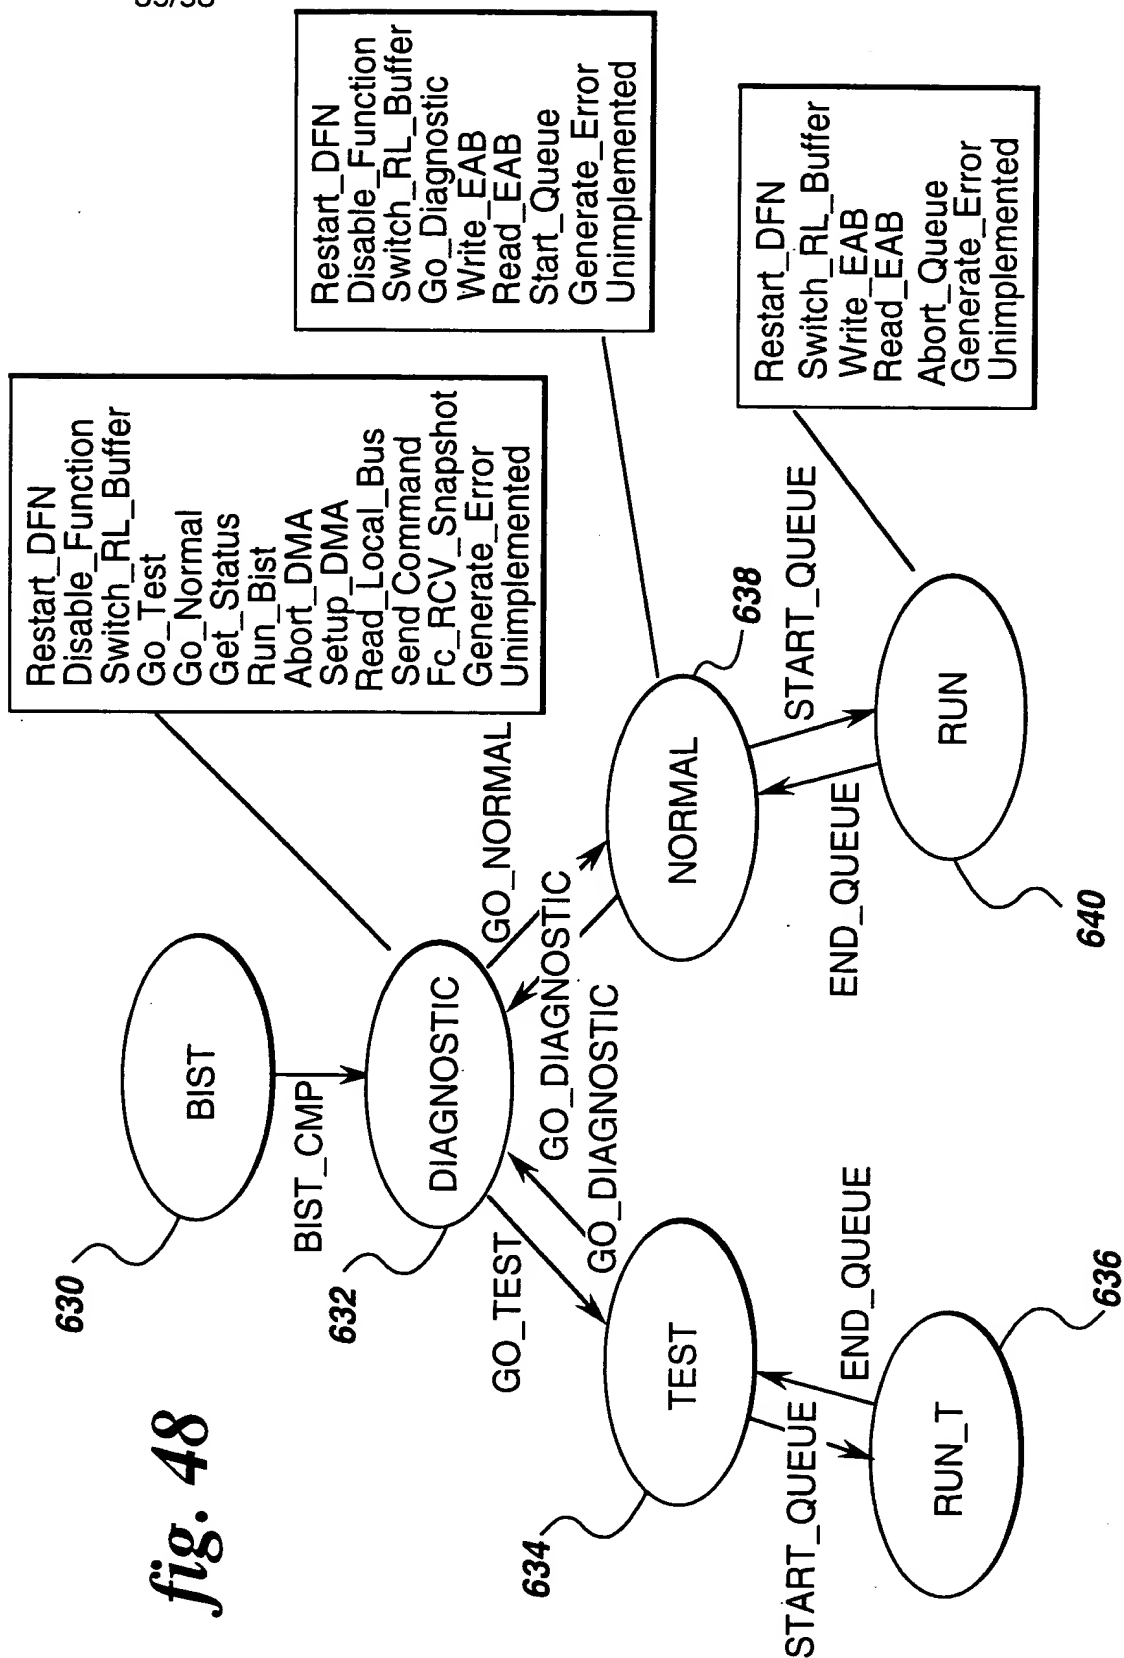 fig. 48
630
BIST
BIST_CMP
632
DIAGNOSTIC
Restart_DFN
Disable_Function
Switch_RL_Buffer
Go_Test
Go_Normal
Get_Status
Run_Bist
Abort_DMA
Setup_DMA
Read_Local_Bus
Send Command
Fc_RCV_Snapshot
Generate_Error
Unimplemented
GO_TEST
GO_DIAGNOSTIC
GO_DIAGNOSTIC
GO_NORMAL
634
TEST
NORMAL
638
Restart_DFN
Disable_Function
Switch_RL_Buffer
Go_Diagnostic
Write_EAB
Read_EAB
Start_Queue
Generate_Error
Unimplemented
START_QUEUE
END_QUEUE
END_QUEUE
START_QUEUE
RUN_T
636
RUN
640
Restart_DFN
Switch_RL_Buffer
Write_EAB
Read_EAB
Abort_Queue
Generate_Error
Unimplemented